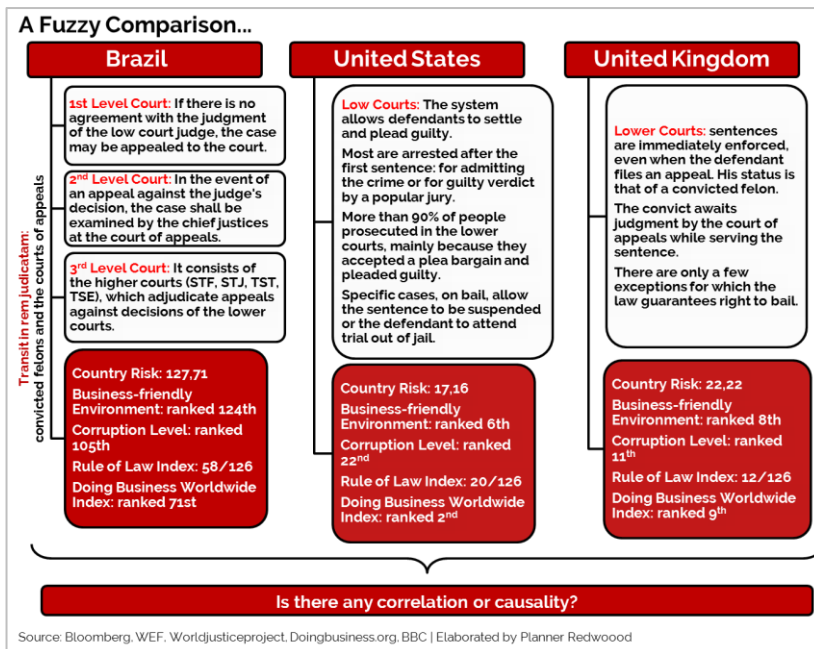 A Fuzzy Comparison...
Brazil
United States
United Kingdom
Transit in rem judicatam:
convicted felons and the courts of appeals
1st Level Court: If there is no
agreement with the judgment
of the low court judge, the case
may be appealed to the court.
2nd Level Court: In the event of
an appeal against the judge's
decision, the case shall be
examined by the chief justices
at the court of appeals.
3rd Level Court: It consists of
the higher courts (STF, STJ, TST,
TSE), which adjudicate appeals
against decisions of the lower
courts.
Country Risk: 127,71
Business-friendly
Environment: ranked 124th
Corruption Level: ranked
105th
Rule of Law Index: 58/126
Doing Business Worldwide
Index: ranked 71st
Low Courts: The system
allows defendants to settle
and plead guilty.
Most are arrested after the
first sentence: for admitting
the crime or for guilty verdict
by a popular jury.
More than 90% of people
prosecuted in the lower
courts, mainly because they
accepted a plea bargain and
pleaded guilty.
Specific cases, on bail, allow
the sentence to be suspended
or the defendant to attend
trial out of jail.
Country Risk: 17,16
Business-friendly
Environment: ranked 6th
Corruption Level: ranked
22nd
Rule of Law Index: 20/126
Doing Business Worldwide
Index: ranked 2nd
Lower Courts: sentences
are immediately enforced,
even when the defendant
files an appeal. His status is
that of a convicted felon.
The convict awaits
judgment by the court of
appeals while serving the
sentence.
There are only a few
exceptions for which the
law guarantees right to bail.
Country Risk: 22,22
Business-friendly
Environment: ranked 8th
Corruption Level: ranked
11th
Rule of Law Index: 12/126
Doing Business Worldwide
Index: ranked 9th
Is there any correlation or causality?
Source: Bloomberg, WEF, Worldjusticeproject, Doingbusiness.org, BBC | Elaborated by Planner Redwoood